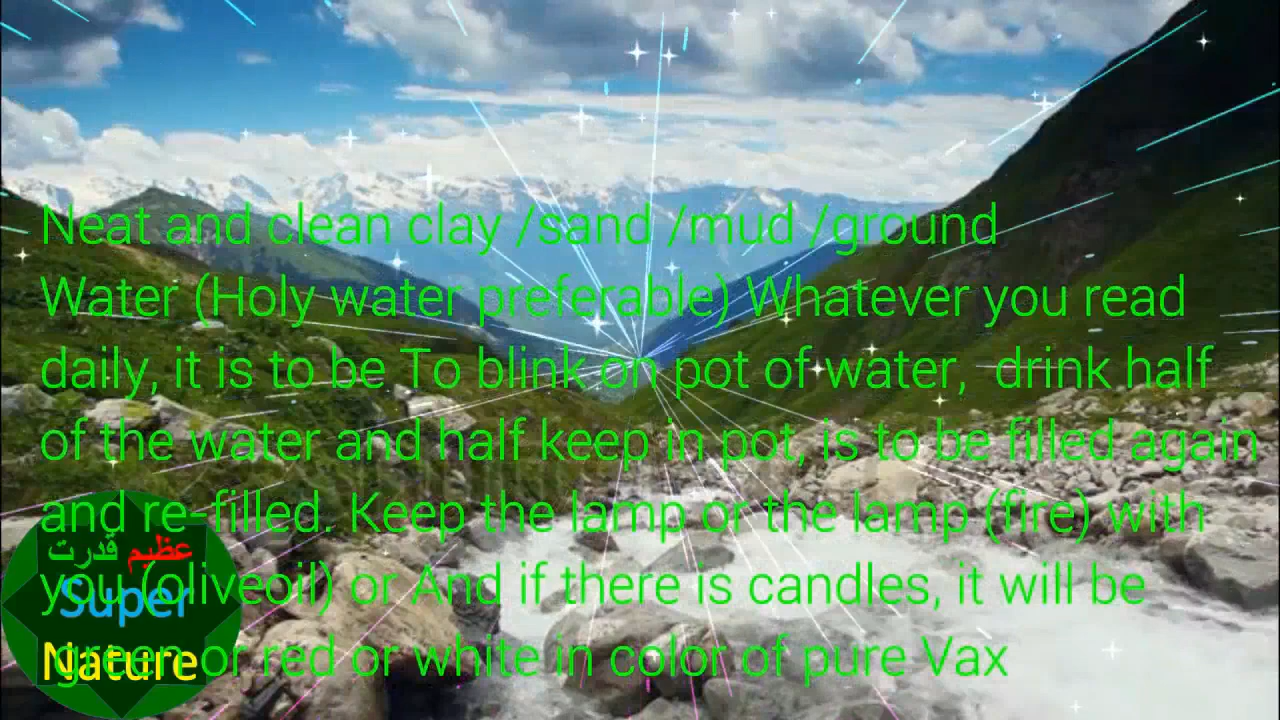 Neat and clean clay /sand /mud /ground
Water (Holy water preferable) Whatever you read
daily, it is to be To blink on pot of water, drink half
of the water and half keep in pot, is to be filled again
and re-filled. Keep the lamp or the lamp (fire) with
you (oliveoil) or And if there is candles, it will be
green or red or white in color of pure Vax
عظیم قدرت
Super
Nature